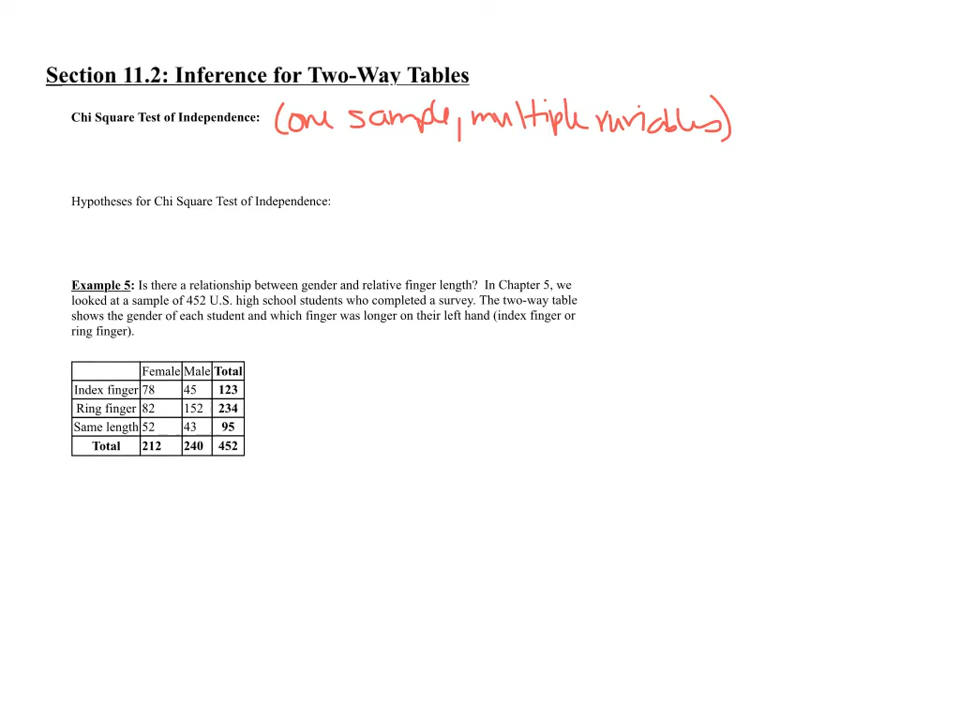 Section 11.2: Inference for Two-Way Tables
Chi Square Test of Independence: (one sample, multiple variables)
Hypotheses for Chi Square Test of Independence:
Example 5: Is there a relationship between gender and relative finger length? In Chapter 5, we
looked at a sample of 452 U.S. high school students who completed a survey. The two-way table
shows the gender of each student and which finger was longer on their left hand (index finger or
ring finger).
Female Male Total
Index finger 78 45 123
Ring finger 82 152 234
Same length 52 43 95
Total 212 240 452